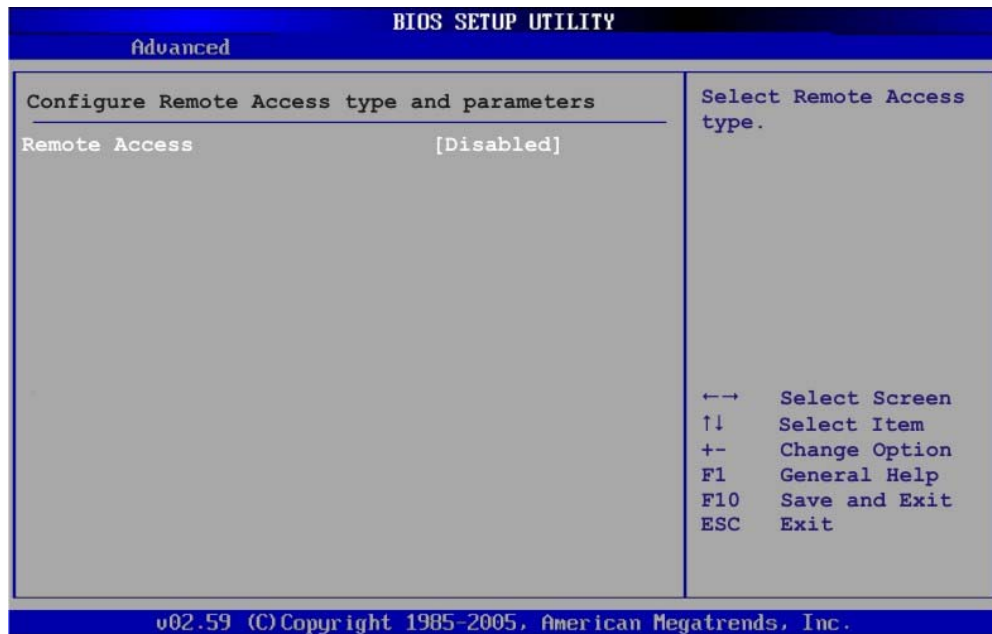 BIOS SETUP UTILITY
Advanced
Configure Remote Access type and parameters
Remote Access [Disabled]
Select Remote Access
type.
←→ Select Screen
↑↓ Select Item
+- Change Option
F1 General Help
F10 Save and Exit
ESC Exit
v02.59 (C)Copyright 1985-2005, American Megatrends, Inc.